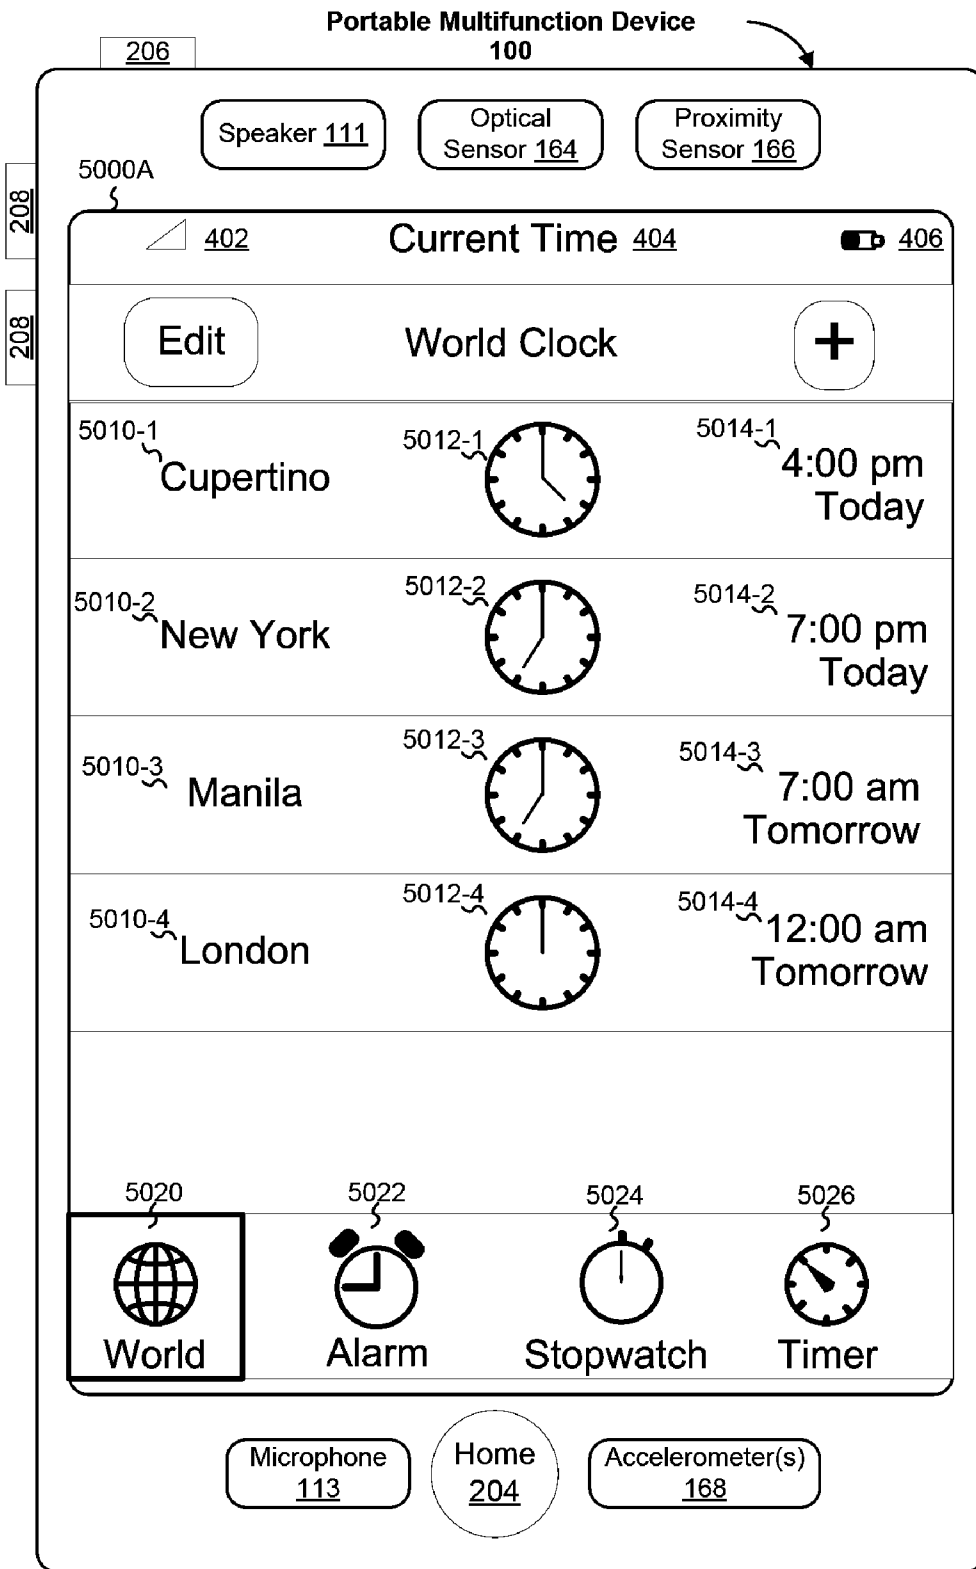 Portable Multifunction Device
100
206
Speaker 111
Optical
Sensor 164
Proximity
Sensor 166
5000A
208
208
402
Current Time 404
406
Edit
World Clock
+
5010-1
Cupertino
5012-1
5014-1
4:00 pm
Today
5010-2
New York
5012-2
5014-2
7:00 pm
Today
5010-3
Manila
5012-3
5014-3
7:00 am
Tomorrow
5010-4
London
5012-4
5014-4
12:00 am
Tomorrow
5020
World
5022
Alarm
5024
Stopwatch
5026
Timer
Microphone
113
Home
204
Accelerometer(s)
168